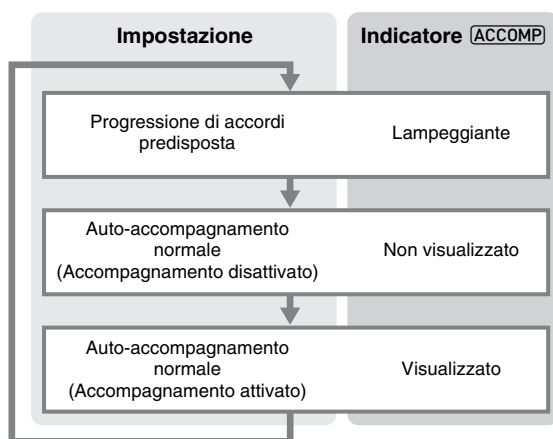 Impostazione
Indicatore ACCOMP
Progressione di accordi
predisposta
Lampeggiante
Auto-accompagnamento
normale
(Accompagnamento disattivato)
Non visualizzato
Auto-accompagnamento
normale
(Accompagnamento attivato)
Visualizzato